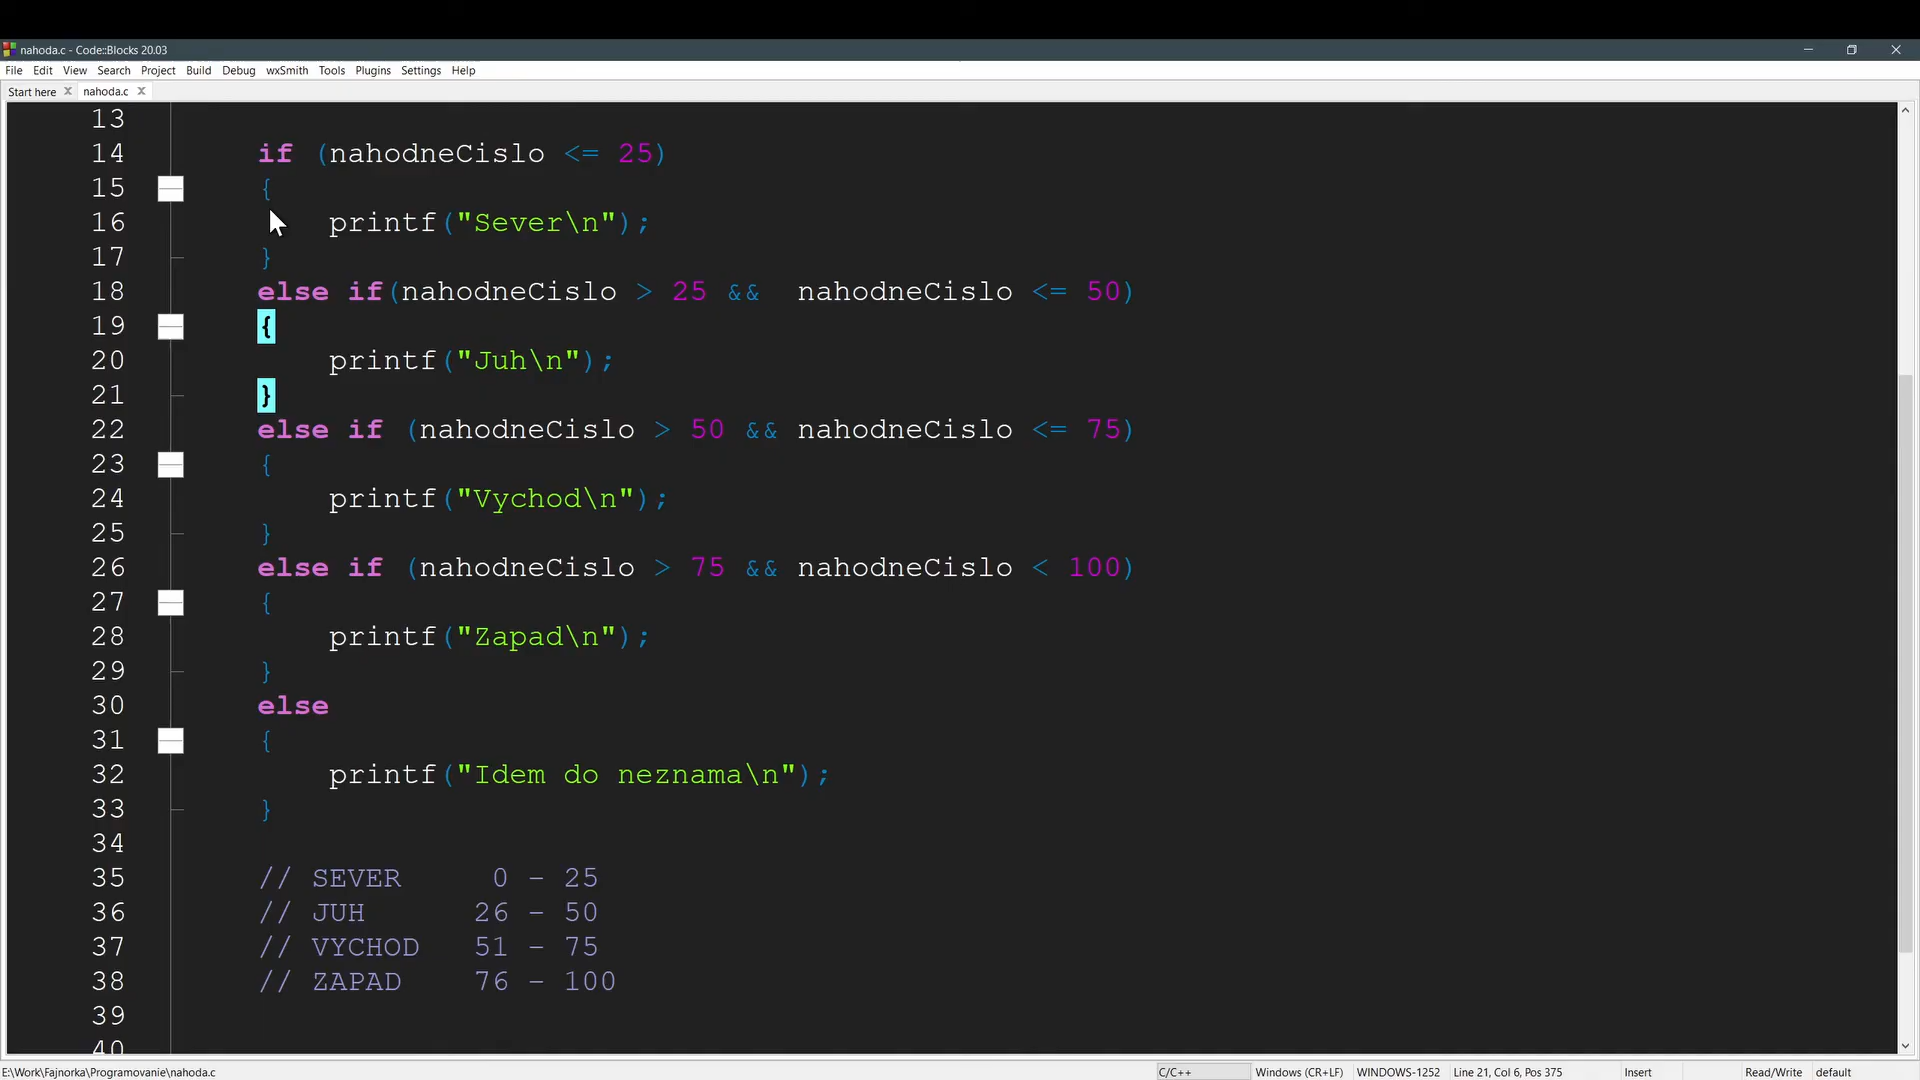 nahoda.c - Code::Blocks 20.03
File Edit View Search Project Build Debug wxSmith Tools Plugins Settings Help
Start here nahoda.c
13
14 if (nahodneCislo <= 25)
15 {
16 printf("Sever\n");
17 }
18 else if(nahodneCislo > 25 &&  nahodneCislo <= 50)
19 {
20 printf("Juh\n");
21 }
22 else if (nahodneCislo > 50 && nahodneCislo <= 75)
23 {
24 printf("Vychod\n");
25 }
26 else if (nahodneCislo > 75 && nahodneCislo < 100)
27 {
28 printf("Zapad\n");
29 }
30 else
31 {
32 printf("Idem do neznama\n");
33 }
34
35 // SEVER 0 - 25
36 // JUH 26 - 50
37 // VYCHOD 51 - 75
38 // ZAPAD 76 - 100
39
40
E:\Work\Fajnorka\Programovanie\nahoda.c C/C++ Windows (CR+LF) WINDOWS-1252 Line 21, Col 6, Pos 375 Insert Read/Write default